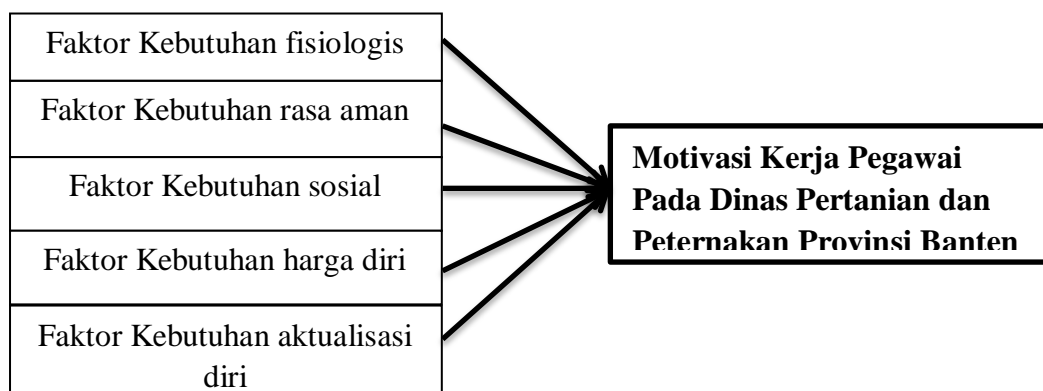 Faktor Kebutuhan fisiologis
Faktor Kebutuhan rasa aman
Faktor Kebutuhan sosial
Faktor Kebutuhan harga diri
Faktor Kebutuhan aktualisasi
diri
Motivasi Kerja Pegawai
Pada Dinas Pertanian dan
Peternakan Provinsi Banten